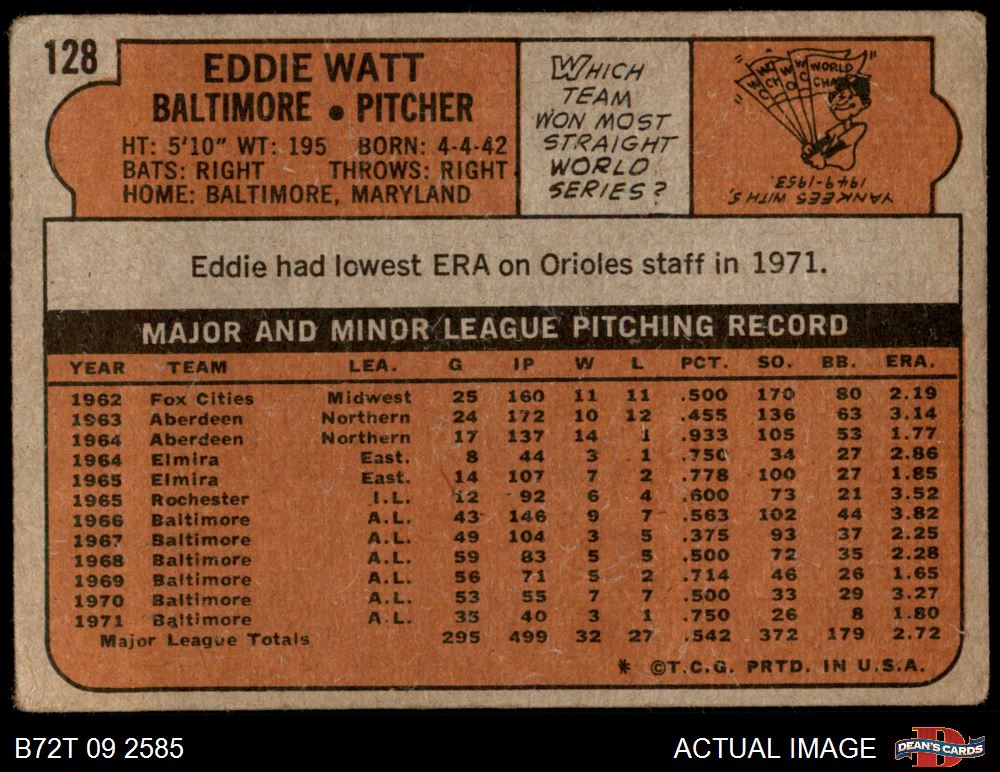 128
EDDIE WATT
BALTIMORE • PITCHER
HT: 5'10" WT: 195 BORN: 4-4-42
BATS: RIGHT THROWS: RIGHT
HOME: BALTIMORE, MARYLAND
WHICH
TEAM
WON MOST
STRAIGHT
WORLD
SERIES?
WORLD
CHAMP
YANKEES WITH 5,
1949-1953.
Eddie had lowest ERA on Orioles staff in 1971.
MAJOR AND MINOR LEAGUE PITCHING RECORD
YEAR TEAM LEA. G IP W L PCT. SO. BB. ERA.
1962 Fox Cities Midwest 25 160 11 11 .500 170 80 2.19
1963 Aberdeen Northern 24 172 10 12 .455 136 63 3.14
1964 Aberdeen Northern 17 137 14 1 .933 105 53 1.77
1964 Elmira East. 8 44 3 1 .750 34 27 2.86
1965 Elmira East. 14 107 7 2 .778 100 27 1.85
1965 Rochester I.L. 12 92 6 4 .600 73 21 3.52
1966 Baltimore A.L. 43 146 9 7 .563 102 44 3.82
1967 Baltimore A.L. 49 104 3 5 .375 93 37 2.25
1968 Baltimore A.L. 59 83 5 5 .500 72 35 2.28
1969 Baltimore A.L. 56 71 5 2 .714 46 26 1.65
1970 Baltimore A.L. 53 55 7 7 .500 33 29 3.27
1971 Baltimore A.L. 35 40 3 1 .750 26 8 1.80
Major League Totals 295 499 32 27 .542 372 179 2.72
* ©T.C.G. PRTD. IN U.S.A.
B72T 09 2585
ACTUAL IMAGE
DEAN'S CARDS